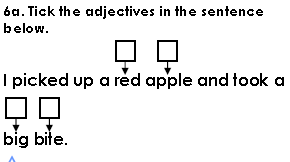 6a. Tick the adjectives in the sentence
below.
I picked up a red apple and took a
big bite.